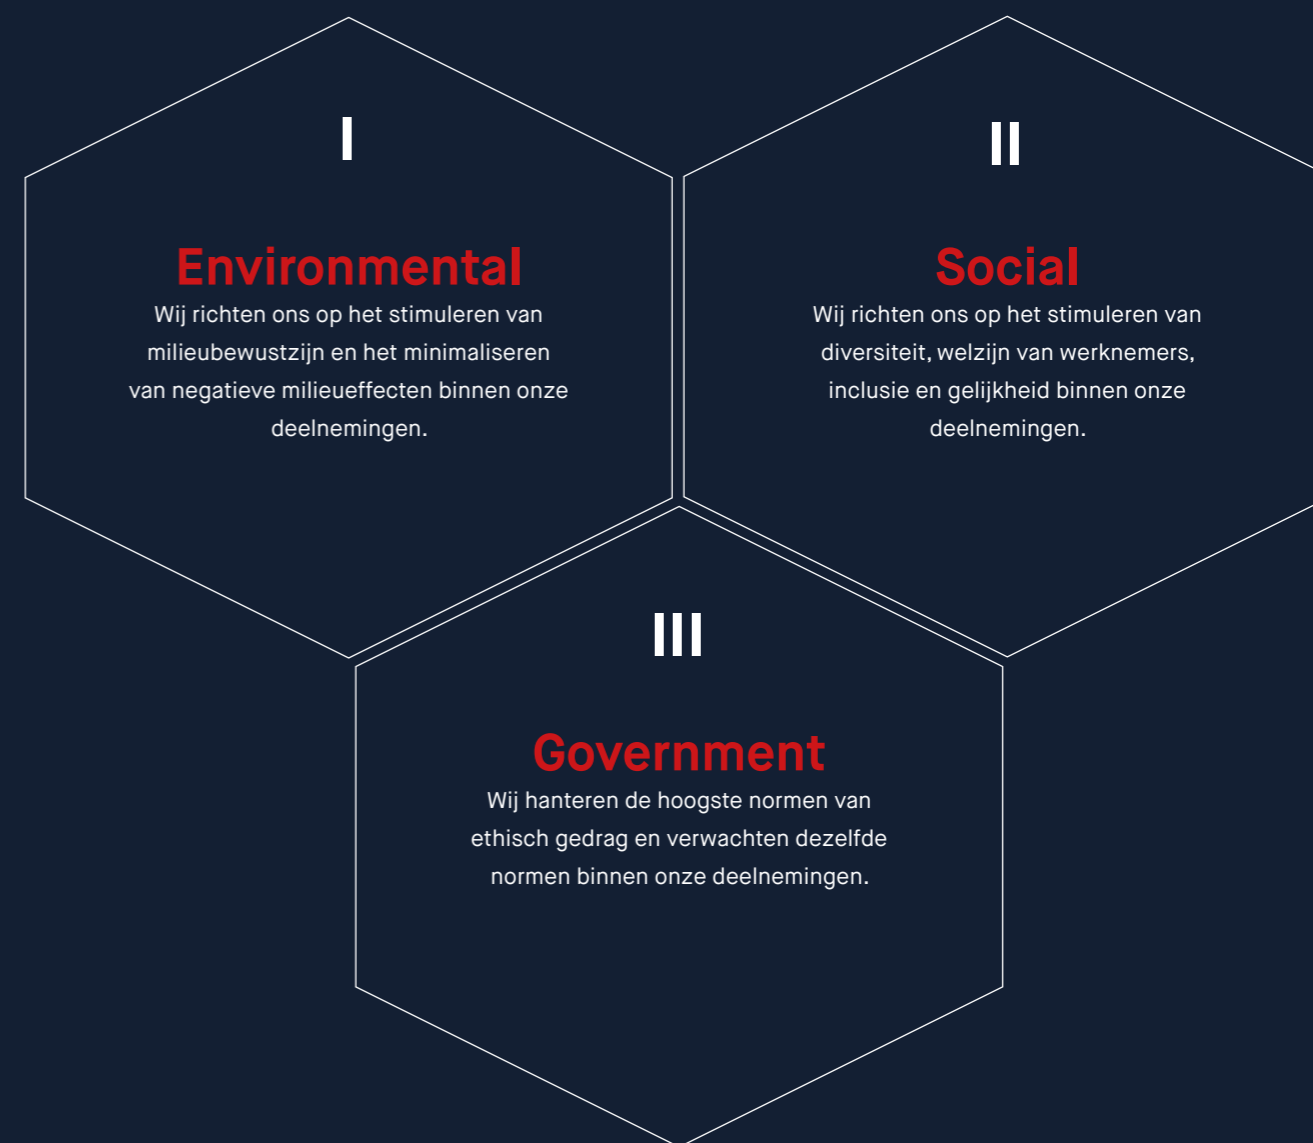 I
Environmental
Wij richten ons op het stimuleren van
milieubewustzijn en het minimaliseren
van negatieve milieueffecten binnen onze
deelnemingen.
II
Social
Wij richten ons op het stimuleren van
diversiteit, welzijn van werknemers,
inclusie en gelijkheid binnen onze
deelnemingen.
III
Government
Wij hanteren de hoogste normen van
ethisch gedrag en verwachten dezelfde
normen binnen onze deelnemingen.